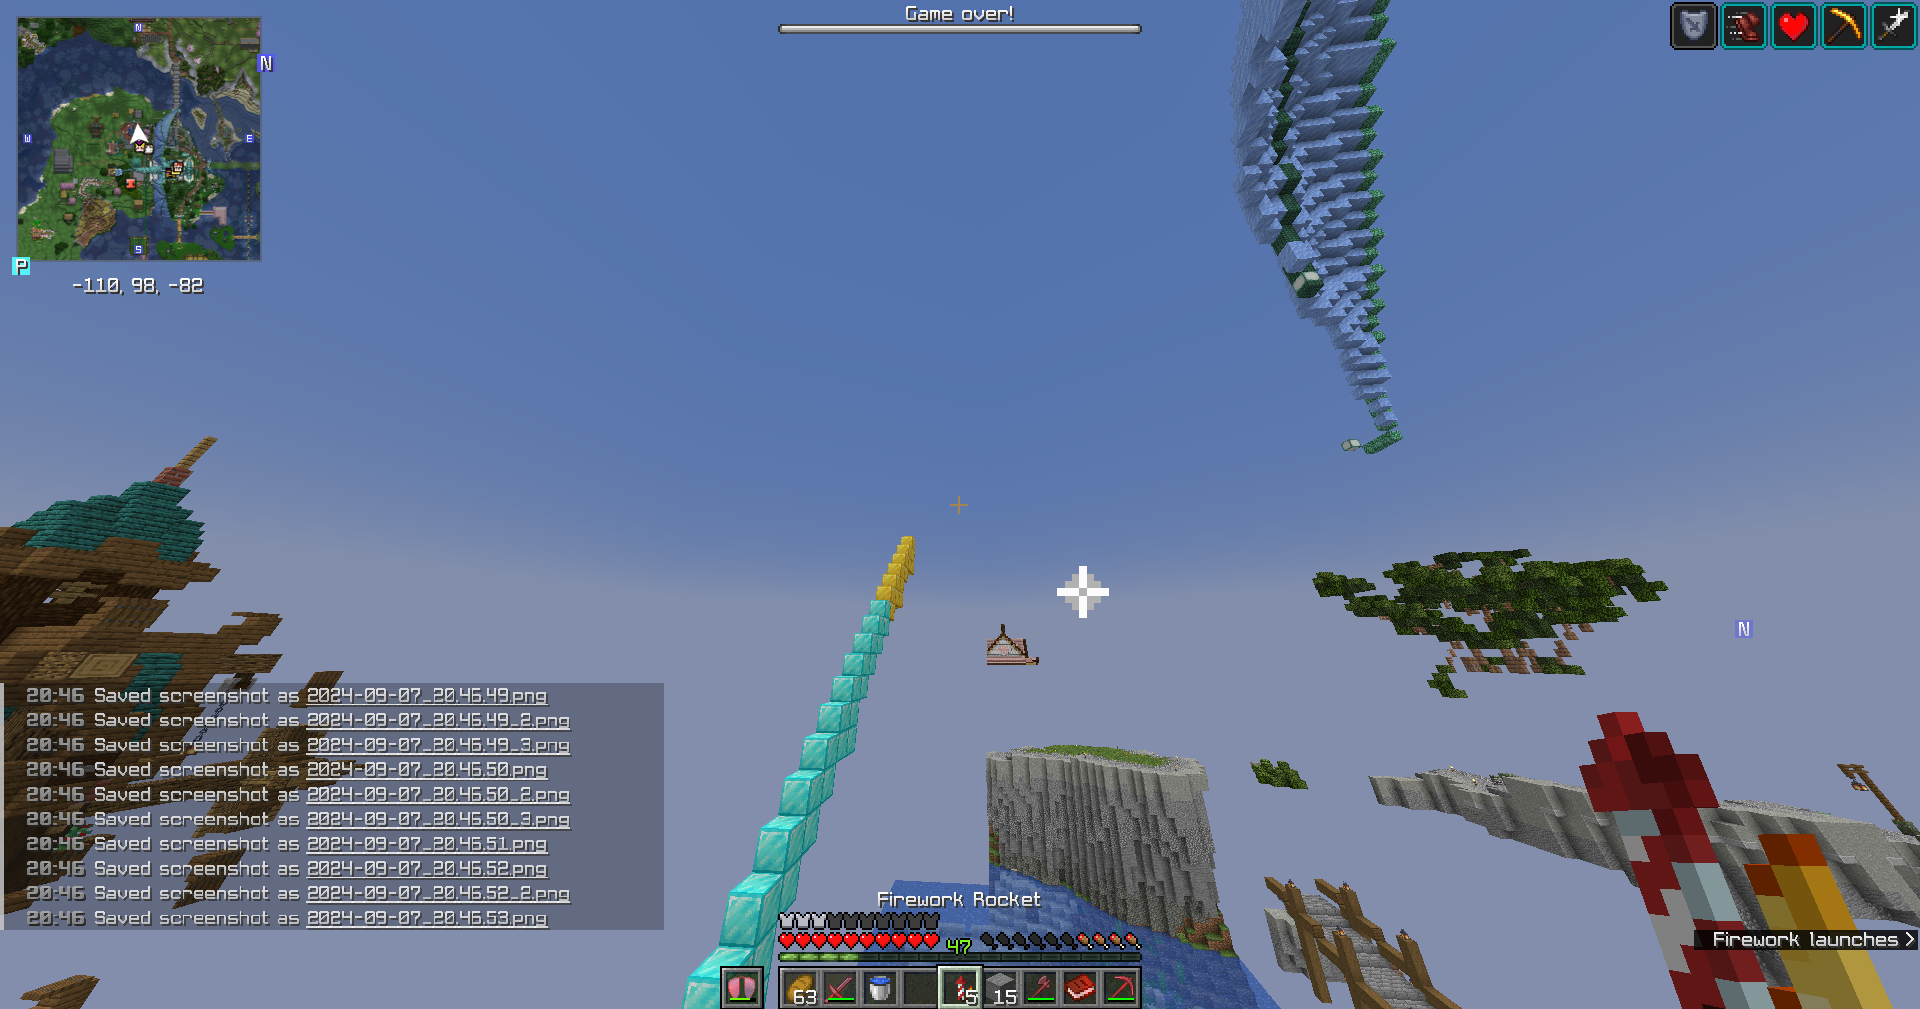 Game over!
N
N
W
E
S
P
-110, 98, -82
N
20:46 Saved screenshot as 2024-09-07_20.46.49.png
20:46 Saved screenshot as 2024-09-07_20.46.49_2.png
20:46 Saved screenshot as 2024-09-07_20.46.49_3.png
20:46 Saved screenshot as 2024-09-07_20.46.50.png
20:46 Saved screenshot as 2024-09-07_20.46.50_2.png
20:46 Saved screenshot as 2024-09-07_20.46.50_3.png
20:46 Saved screenshot as 2024-09-07_20.46.51.png
20:46 Saved screenshot as 2024-09-07_20.46.52.png
20:46 Saved screenshot as 2024-09-07_20.46.52_2.png
20:46 Saved screenshot as 2024-09-07_20.46.53.png
Firework Rocket
47
Firework launches >
63
5
15